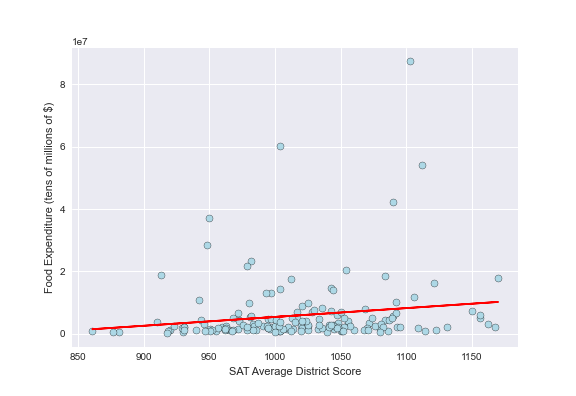 1e7
8
6
4
2
0
850 900 950 1000 1050 1100 1150
Food Expenditure (tens of millions of $)
SAT Average District Score